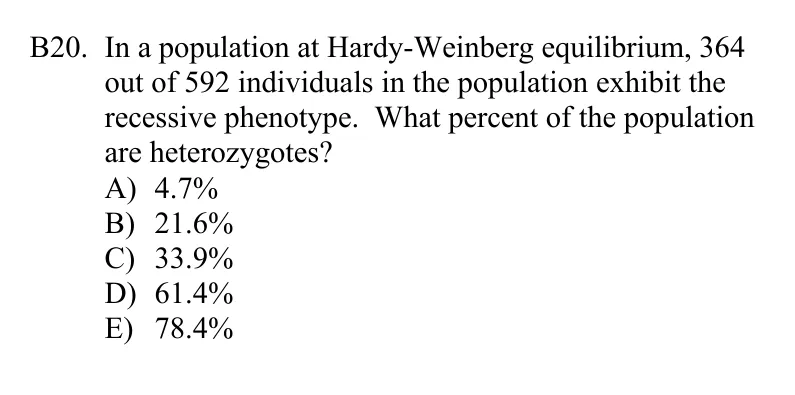 B20. In a population at Hardy-Weinberg equilibrium, 364
out of 592 individuals in the population exhibit the
recessive phenotype. What percent of the population
are heterozygotes?
A) 4.7%
B) 21.6%
C) 33.9%
D) 61.4%
E) 78.4%